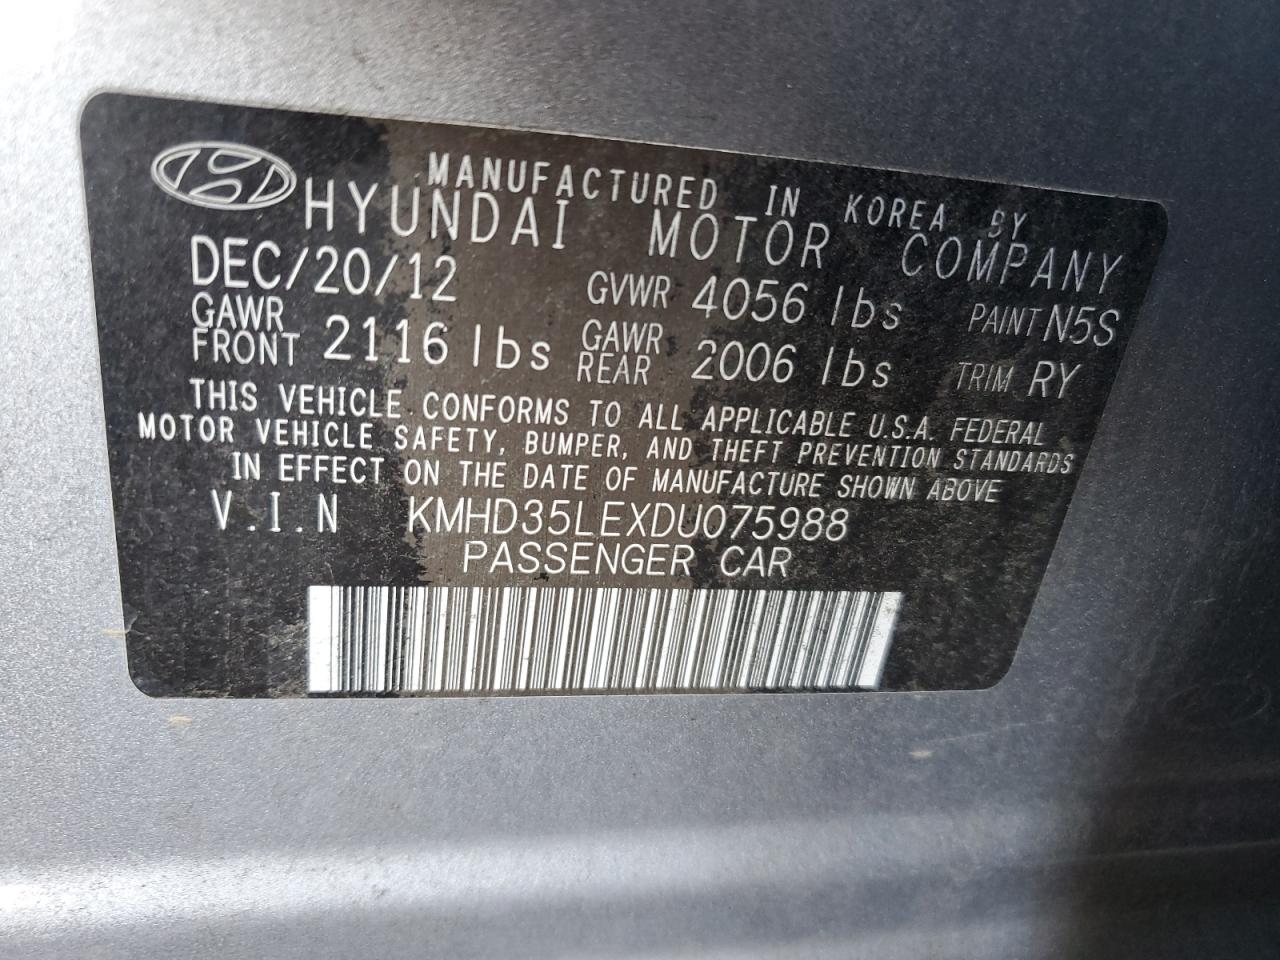 MANUFACTURED IN KOREA BY
HYUNDAI MOTOR COMPANY
DEC/20/12 GVWR 4056 lbs PAINT N5S
GAWR FRONT 2116 lbs GAWR REAR 2006 lbs TRIM RY
THIS VEHICLE CONFORMS TO ALL APPLICABLE U.S.A. FEDERAL
MOTOR VEHICLE SAFETY, BUMPER, AND THEFT PREVENTION STANDARDS
IN EFFECT ON THE DATE OF MANUFACTURE SHOWN ABOVE
V.I.N KMHD35LEXDU075988
PASSENGER CAR